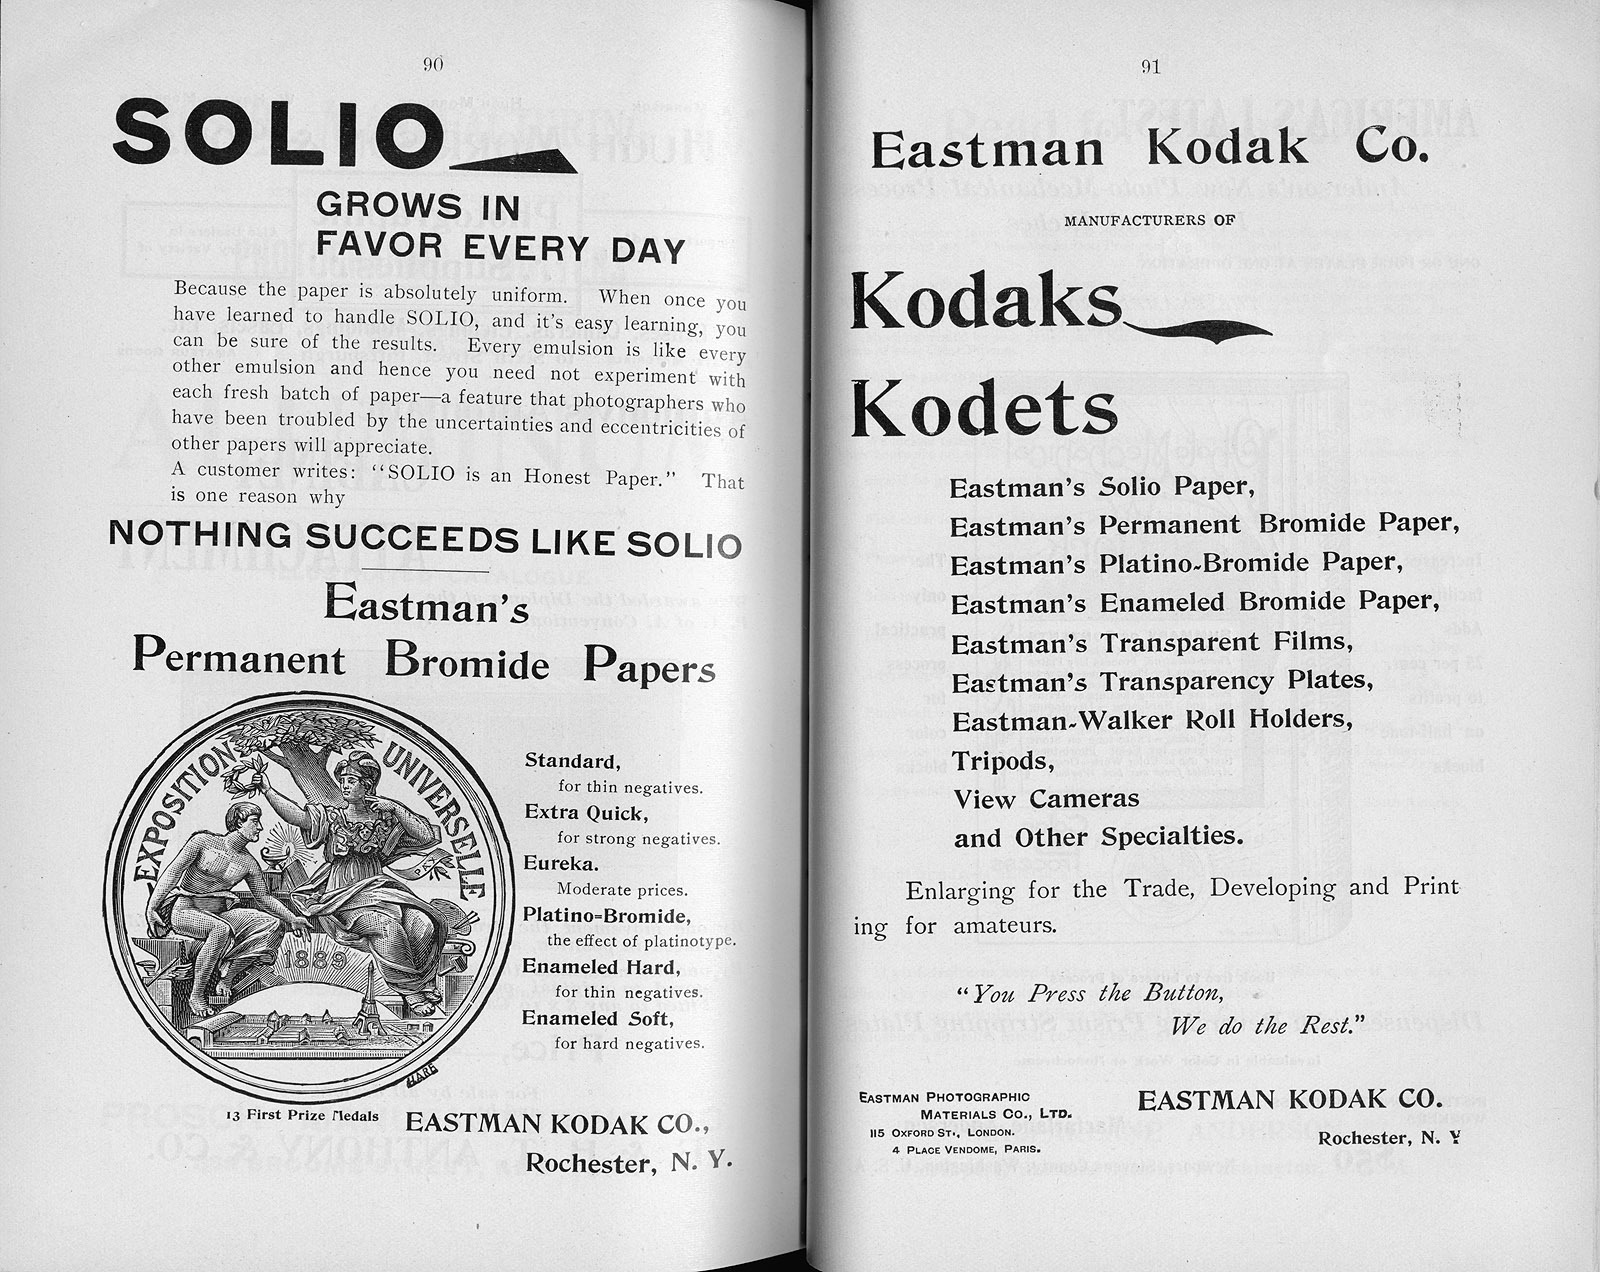 90
SOLIO
GROWS IN
FAVOR EVERY DAY
Because the paper is absolutely uniform. When once you
have learned to handle SOLIO, and it's easy learning, you
can be sure of the results. Every emulsion is like every
other emulsion and hence you need not experiment with
each fresh batch of paper—a feature that photographers who
have been troubled by the uncertainties and eccentricities of
other papers will appreciate.
A customer writes: "SOLIO is an Honest Paper." That
is one reason why
NOTHING SUCCEEDS LIKE SOLIO
Eastman's
Permanent Bromide Papers
EXPOSITION UNIVERSELLE
PAX
1889
HARE
13 First Prize Medals
Standard,
for thin negatives.
Extra Quick,
for strong negatives.
Eureka.
Moderate prices.
Platino=Bromide,
the effect of platinotype.
Enameled Hard,
for thin negatives.
Enameled Soft,
for hard negatives.
EASTMAN KODAK CO.,
Rochester, N. Y.
91
Eastman Kodak Co.
MANUFACTURERS OF
Kodaks
Kodets
Eastman's Solio Paper,
Eastman's Permanent Bromide Paper,
Eastman's Platino-Bromide Paper,
Eastman's Enameled Bromide Paper,
Eastman's Transparent Films,
Eastman's Transparency Plates,
Eastman-Walker Roll Holders,
Tripods,
View Cameras
and Other Specialties.
Enlarging for the Trade, Developing and Print
ing for amateurs.
"You Press the Button,
We do the Rest."
EASTMAN PHOTOGRAPHIC
MATERIALS CO., LTD.
115 OXFORD ST., LONDON.
4 PLACE VENDOME, PARIS.
EASTMAN KODAK CO.
Rochester, N. Y